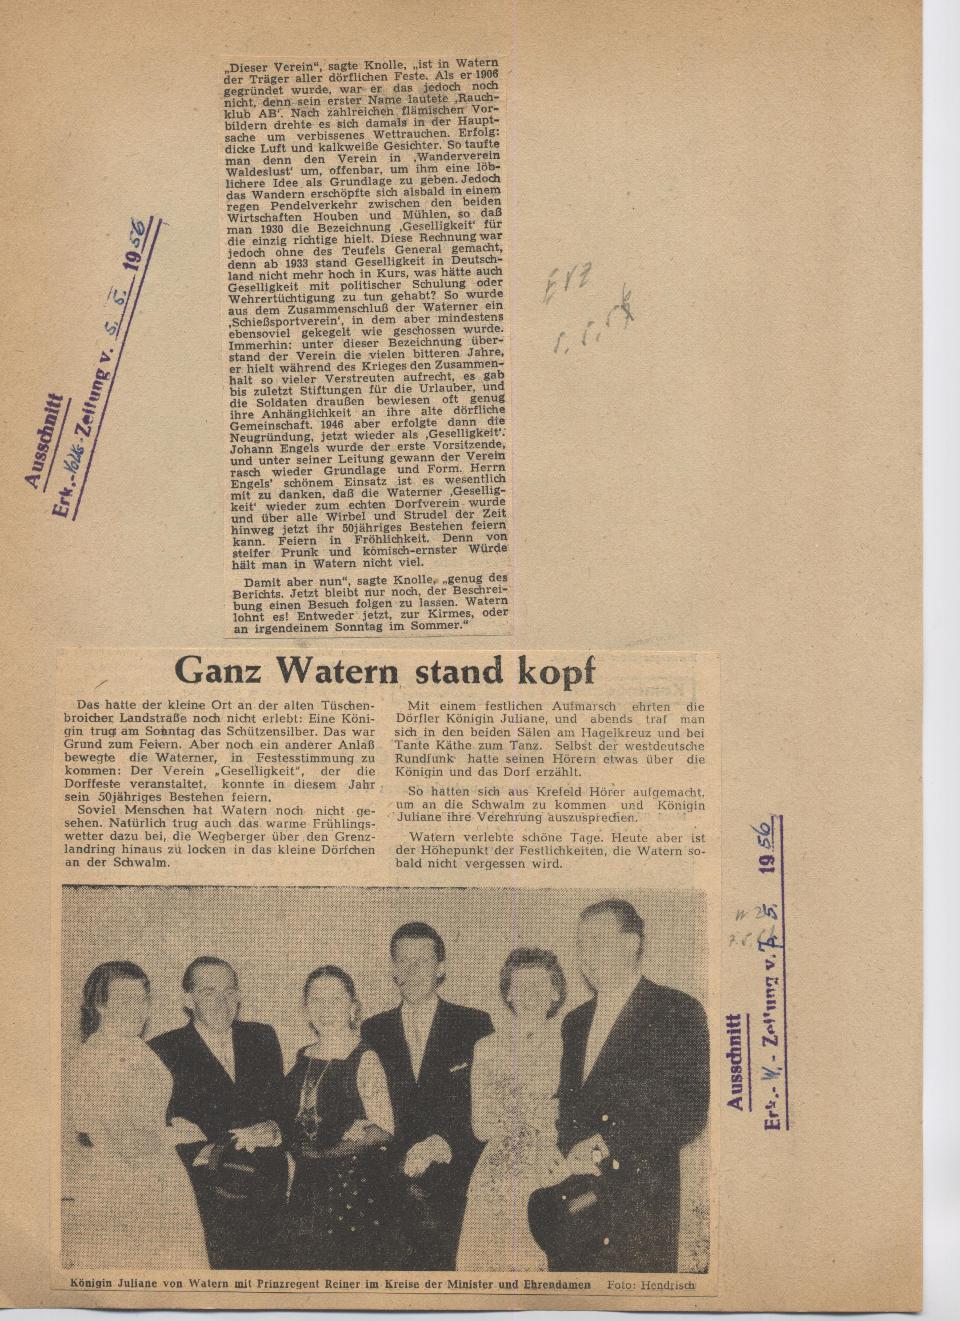 „Dieser Verein“, sagte Knolle, „ist in Watern
der Träger aller dörflichen Feste. Als er 1906
gegründet wurde, war er das jedoch noch
nicht, denn sein erster Name lautete ‚Rauch-
klub AB‘. Nach zahlreichen flämischen Vor-
bildern drehte es sich damals in der Haupt-
sache um verbissenes Wettrauchen. Erfolg:
dicke Luft und kalkweiße Gesichter. So taufte
man denn den Verein in ‚Wanderverein
Waldeslust‘ um, offenbar, um ihm eine löb-
lichere Idee als Grundlage zu geben. Jedoch
das Wandern erschöpfte sich alsbald in einem
regen Pendelverkehr zwischen den beiden
Wirtschaften Houben und Mühlen, so daß
man 1930 die Bezeichnung ‚Geselligkeit‘ für
die einzig richtige hielt. Diese Rechnung war
jedoch ohne des Teufels General gemacht,
denn ab 1933 stand Geselligkeit in Deutsch-
land nicht mehr hoch in Kurs, was hätte auch
Geselligkeit mit politischer Schulung oder
Wehrertüchtigung zu tun gehabt? So wurde
aus dem Zusammenschluß der Waterner ein
‚Schießsportverein‘, in dem aber mindestens
ebensoviel gekegelt wie geschossen wurde.
Immerhin: unter dieser Bezeichnung über-
stand der Verein die vielen bitteren Jahre,
er hielt während des Krieges den Zusammen-
halt so vieler Verstreuten aufrecht, es gab
bis zuletzt Stiftungen für die Urlauber, und
die Soldaten draußen bewiesen oft genug
ihre Anhänglichkeit an ihre alte dörfliche
Gemeinschaft. 1946 aber erfolgte dann die
Neugründung, jetzt wieder als ‚Geselligkeit‘.
Johann Engels wurde der erste Vorsitzende,
und unter seiner Leitung gewann der Verein
rasch wieder Grundlage und Form. Herrn
Engels’ schönem Einsatz ist es wesentlich
mit zu danken, daß die Waterner ‚Gesellig-
keit‘ wieder zum echten Dorfverein wurde
und über alle Wirbel und Strudel der Zeit
hinweg jetzt ihr 50jähriges Bestehen feiern
kann. Feiern in Fröhlichkeit. Denn von
steifer Prunk und komisch-ernster Würde
hält man in Watern nicht viel.
Damit aber nun“, sagte Knolle, „genug des
Berichts. Jetzt bleibt nur noch, der Beschrei-
bung einen Besuch folgen zu lassen. Watern
lohnt es! Entweder jetzt, zur Kirmes, oder
an irgendeinem Sonntag im Sommer.“
Ausschnitt
Erk.-Volks-Zeitung v. 5. 5. 1956
EVZ
5. 5. 56
Ganz Watern stand kopf
Das hatte der kleine Ort an der alten Tüschen-
broicher Landstraße noch nicht erlebt: Eine Köni-
gin trug am Sonntag das Schützensilber. Das war
Grund zum Feiern. Aber noch ein anderer Anlaß
bewegte die Waterner, in Festesstimmung zu
kommen: Der Verein „Geselligkeit“, der die
Dorffeste veranstaltet, konnte in diesem Jahr
sein 50jähriges Bestehen feiern.
Soviel Menschen hat Watern noch nicht ge-
sehen. Natürlich trug auch das warme Frühlings-
wetter dazu bei, die Wegberger über den Grenz-
landring hinaus zu locken in das kleine Dörfchen
an der Schwalm.
Mit einem festlichen Aufmarsch ehrten die
Dörfler Königin Juliane, und abends traf man
sich in den beiden Sälen am Hagelkreuz und bei
Tante Käthe zum Tanz. Selbst der westdeutsche
Rundfunk hatte seinen Hörern etwas über die
Königin und das Dorf erzählt.
So hatten sich aus Krefeld Hörer aufgemacht,
um an die Schwalm zu kommen und Königin
Juliane ihre Verehrung auszusprechen.
Watern verlebte schöne Tage. Heute aber ist
der Höhepunkt der Festlichkeiten, die Watern so-
bald nicht vergessen wird.
Königin Juliane von Watern mit Prinzregent Reiner im Kreise der Minister und Ehrendamen Foto: Hendrisch
Ausschnitt
Erk.- W.- Zeitung v. 7. 5. 1956